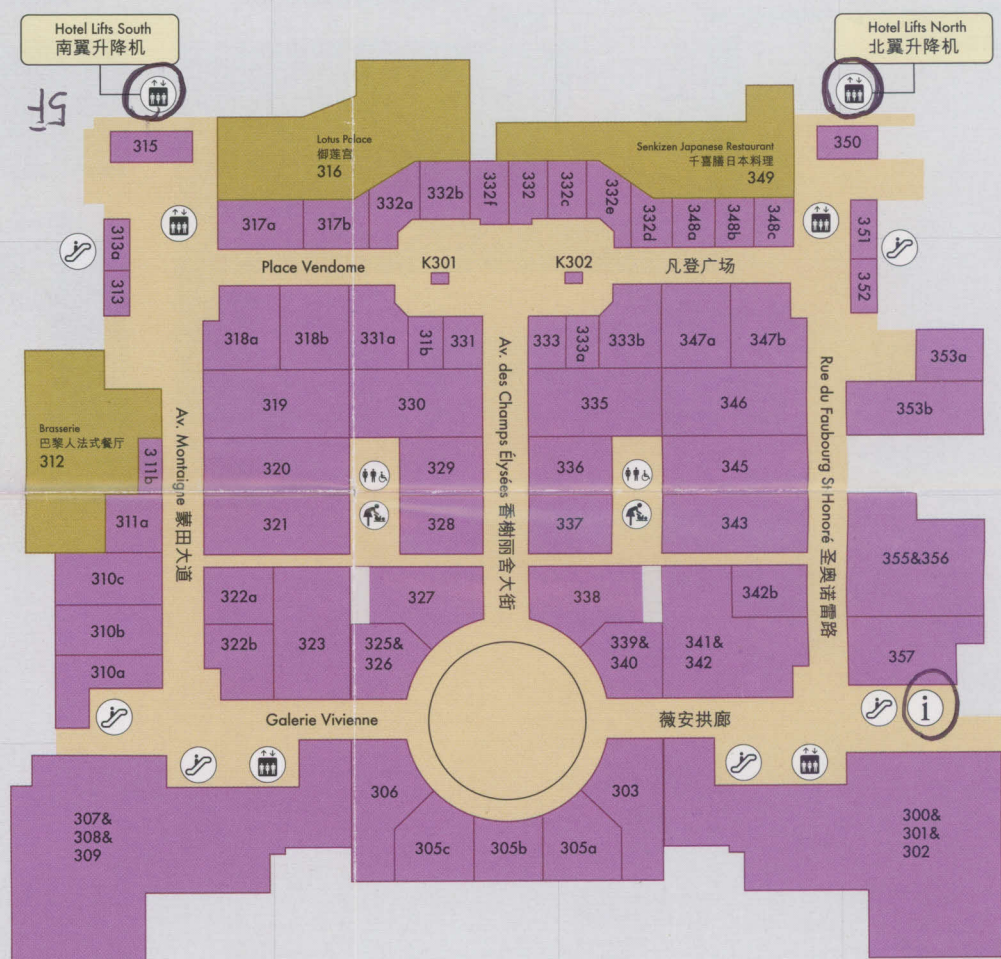 Hotel Lifts South
南翼升降机
Hotel Lifts North
北翼升降机
5F
315
Lotus Palace
御莲宫
316
Senkizen Japanese Restaurant
千喜膳日本料理
349
350
317a
317b
332a
332b
332f
332
332c
332e
332d
348a
348b
348c
313a
313
351
352
Place Vendome
K301
K302
凡登广场
318a
318b
331a
31b
331
333
333a
333b
347a
347b
353a
353b
319
330
335
346
Brasserie
巴黎人法式餐厅
312
311b
311a
320
329
336
345
321
328
337
343
Av. Montaigne 蒙田大道
Av. des Champs Élysées 香榭丽舍大街
Rue du Faubourg St Honoré 圣奥诺雷路
355&356
310c
310b
310a
322a
322b
323
327
325&
326
338
339&
340
341&
342
342b
357
Galerie Vivienne
薇安拱廊
i
307&
308&
309
306
305c
305b
305a
303
300&
301&
302